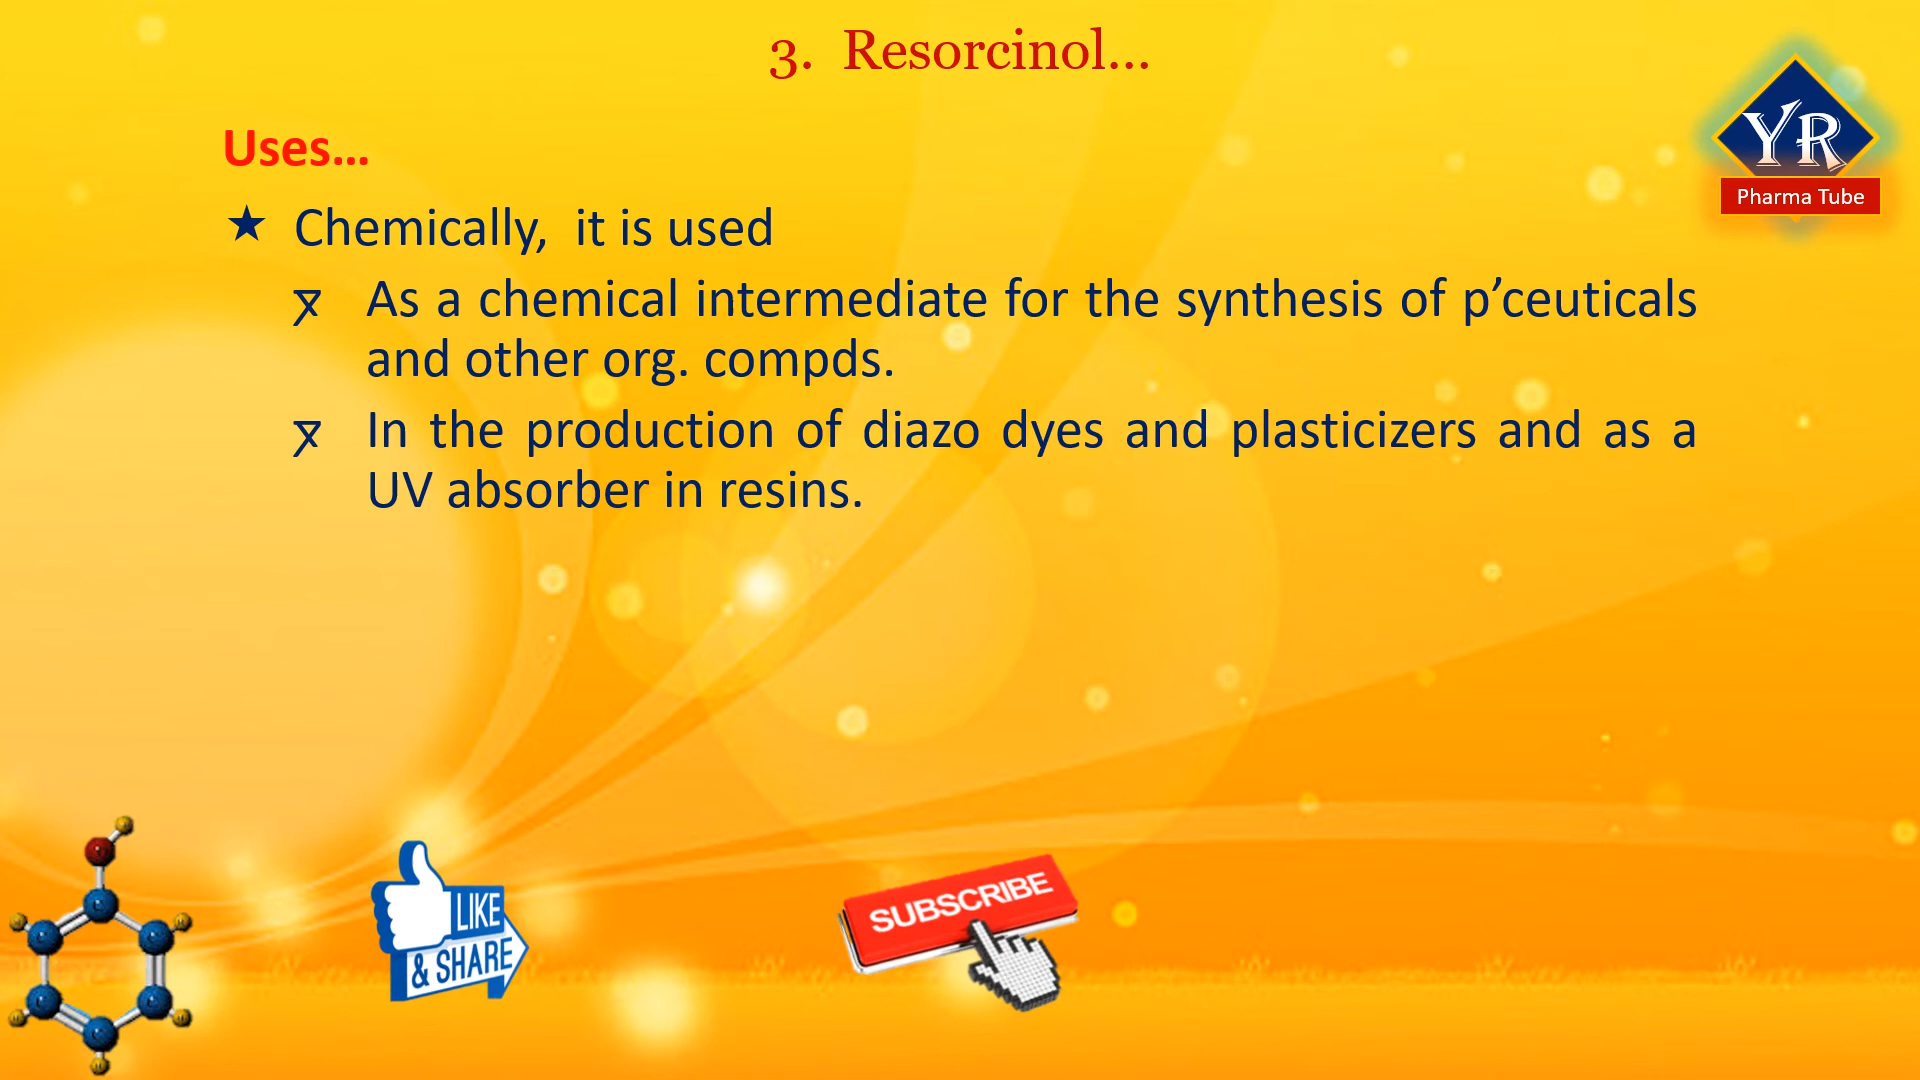 3. Resorcinol...
YR
Pharma Tube
Uses...
★ Chemically, it is used
As a chemical intermediate for the synthesis of p’ceuticals
and other org. compds.
In the production of diazo dyes and plasticizers and as a
UV absorber in resins.
LIKE
& SHARE
SUBSCRIBE